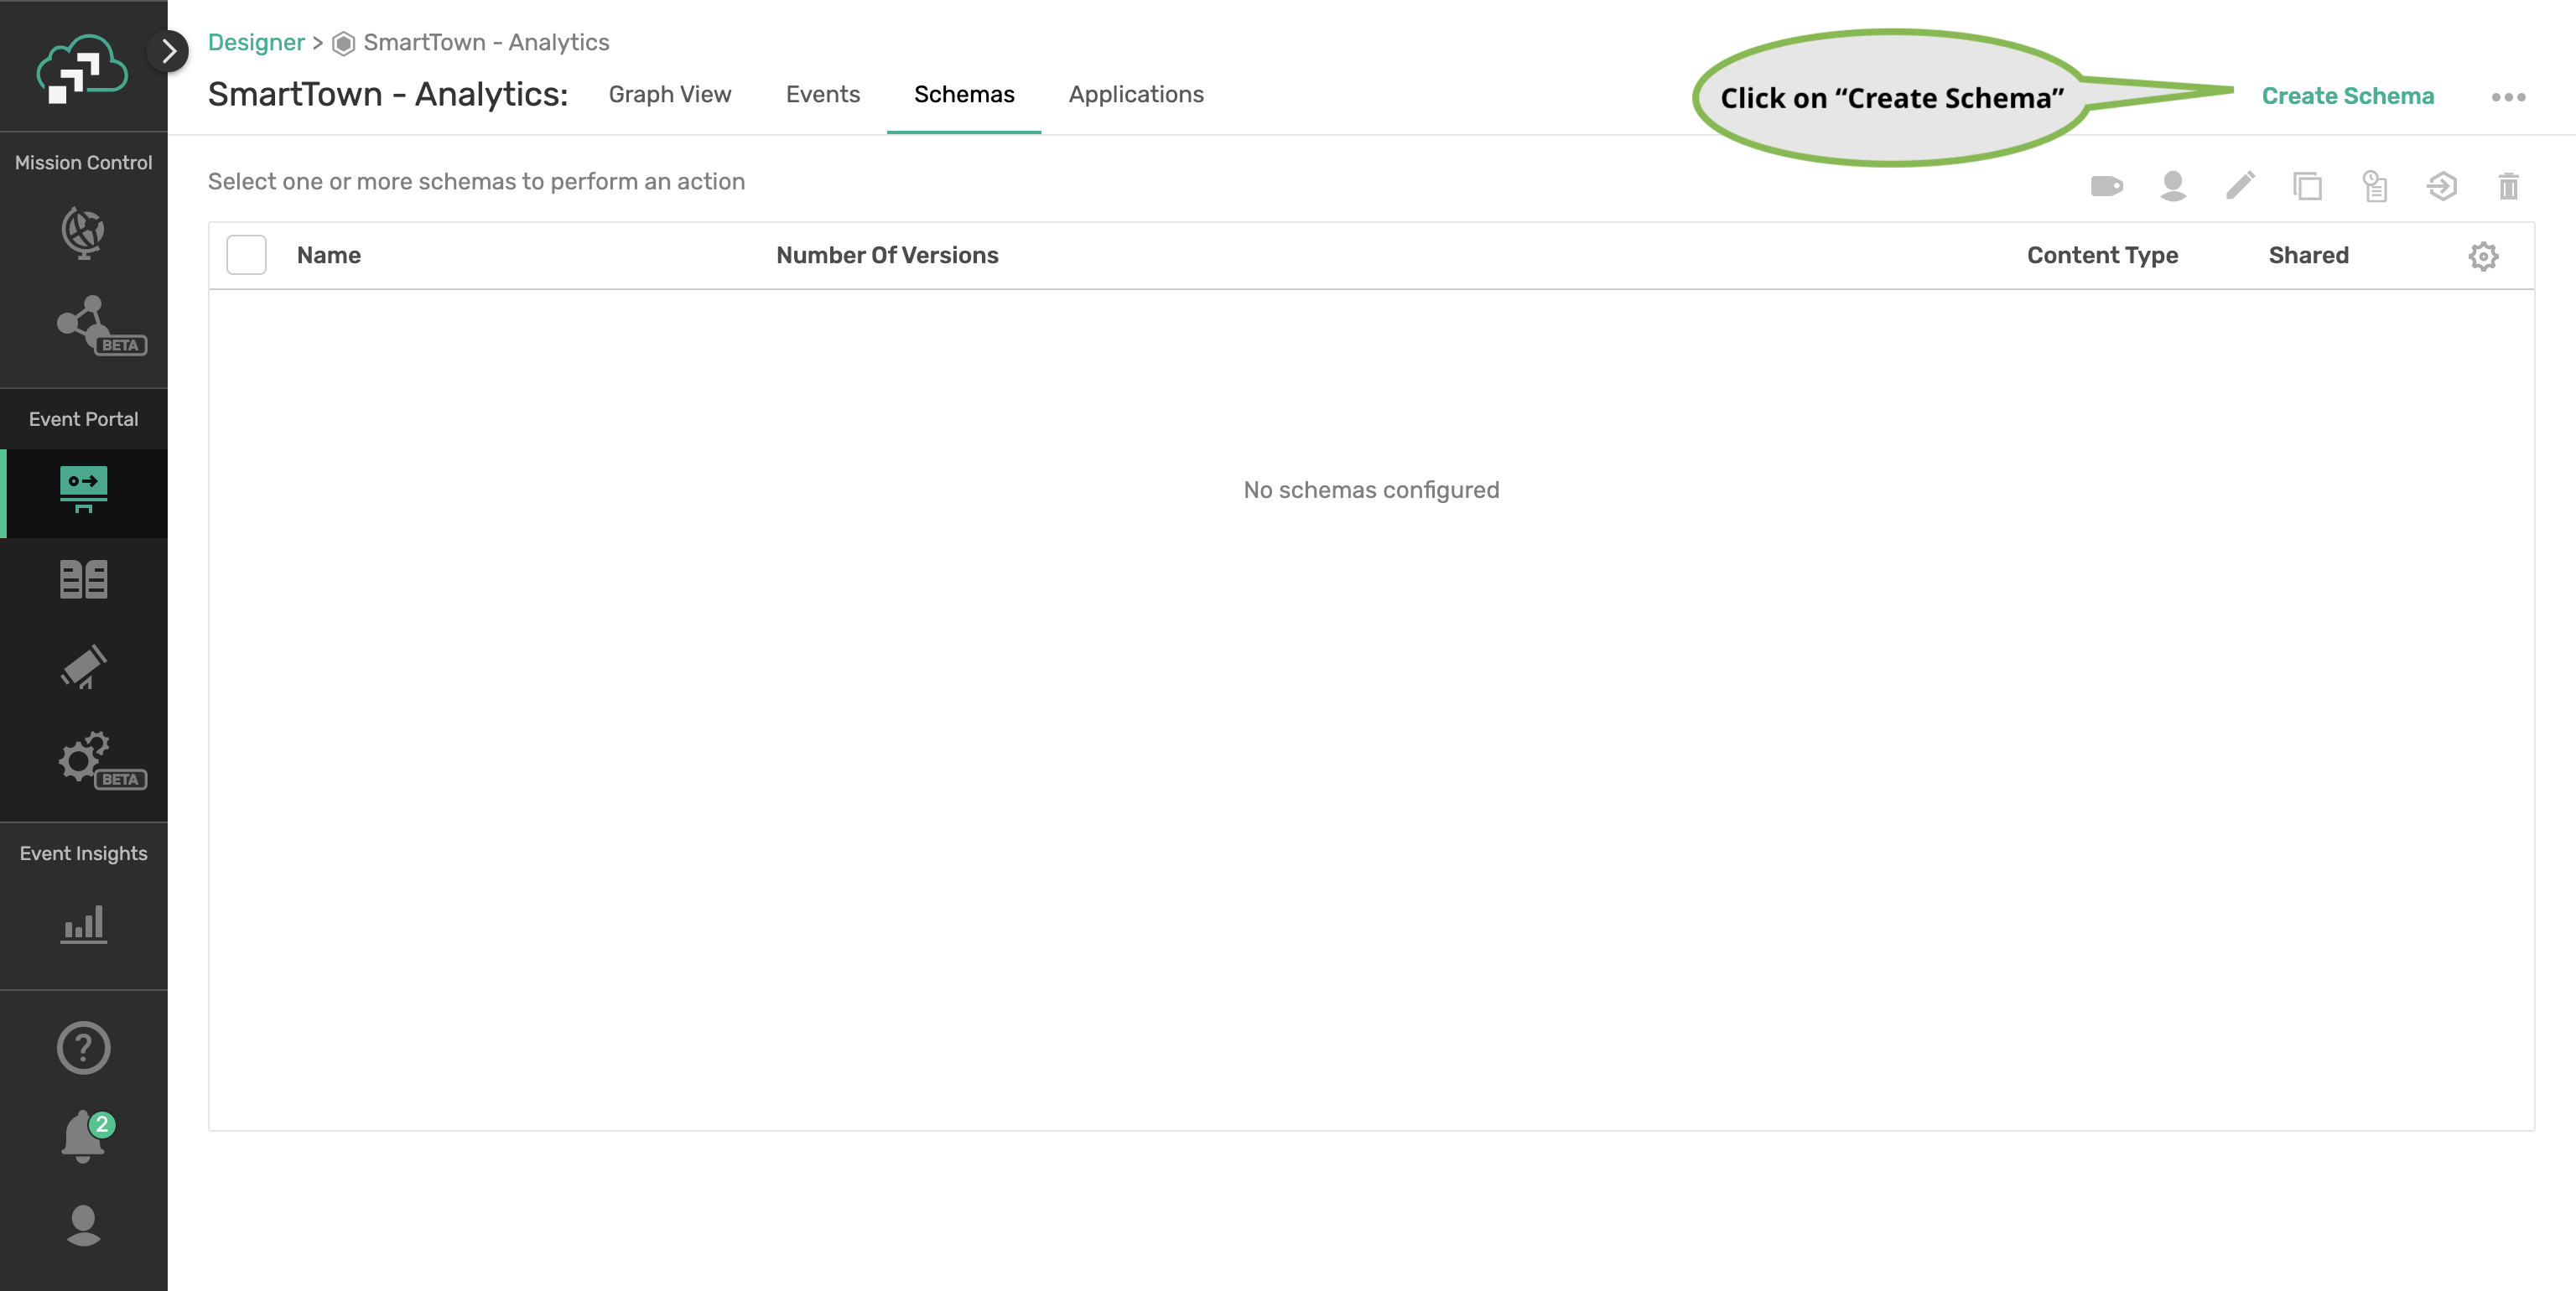 Designer > SmartTown - Analytics
SmartTown - Analytics: Graph View Events Schemas Applications
Click on “Create Schema”
Create Schema
Mission Control
Select one or more schemas to perform an action
Name Number Of Versions Content Type Shared
BETA
Event Portal
No schemas configured
BETA
Event Insights
?
2